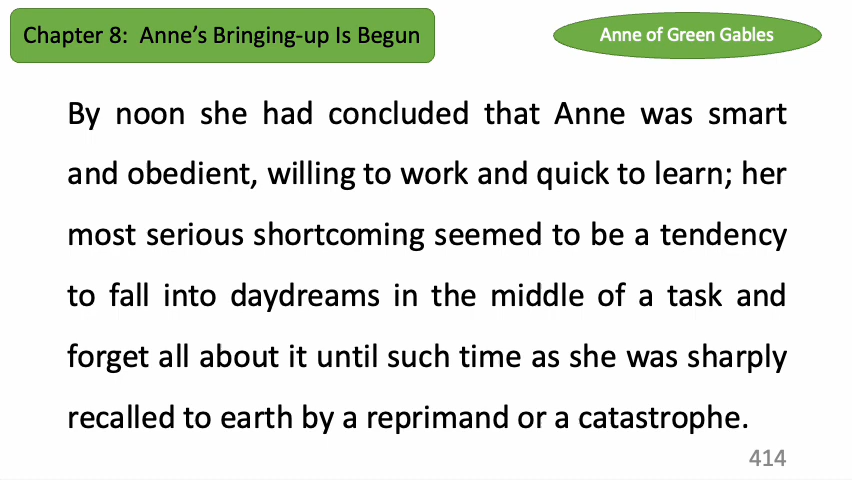 Chapter 8:  Anne’s Bringing-up Is Begun
Anne of Green Gables
By noon she had concluded that Anne was smart
and obedient, willing to work and quick to learn; her
most serious shortcoming seemed to be a tendency
to fall into daydreams in the middle of a task and
forget all about it until such time as she was sharply
recalled to earth by a reprimand or a catastrophe.
414